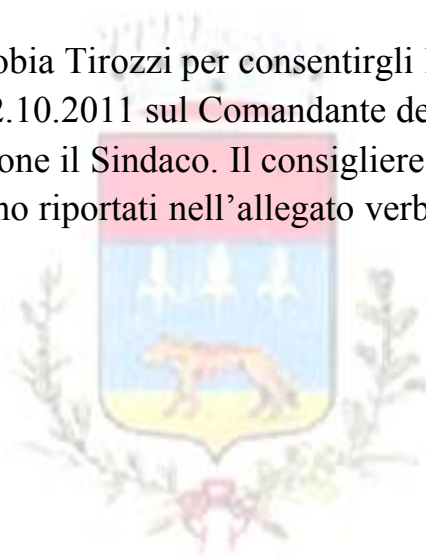 obia Tirozzi per consentirgli
2.10.2011 sul Comandante de
one il Sindaco. Il consigliere
no riportati nell’allegato verb